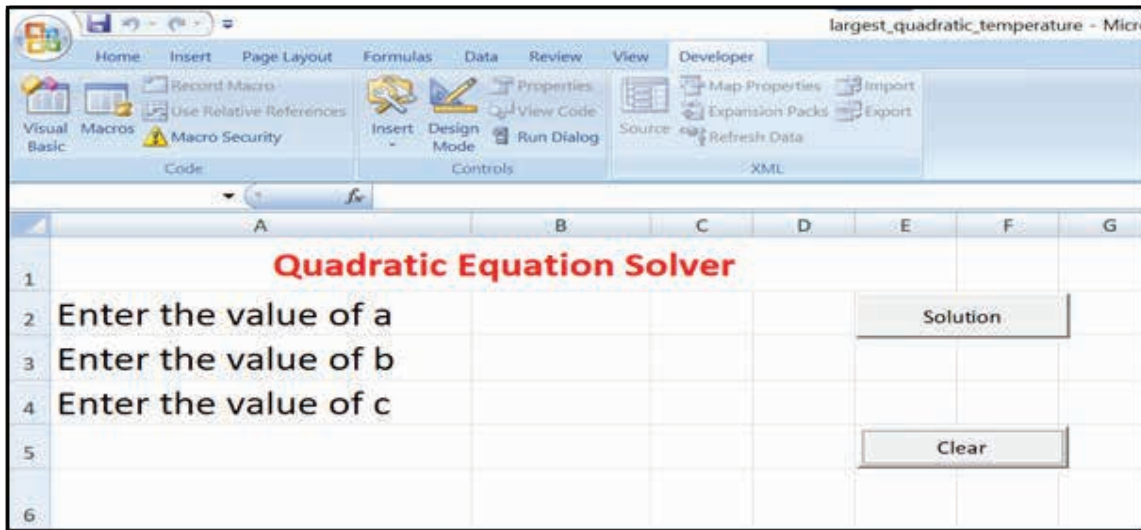 largest_quadratic_temperature - Micr
Home Insert Page Layout Formulas Data Review View Developer
Visual Basic
Macros
Record Macro
Use Relative References
Macro Security
Code
Insert
Design Mode
Properties
View Code
Run Dialog
Controls
Source
Map Properties
Expansion Packs
Refresh Data
Import
Export
XML
fx
A B C D E F G
1 Quadratic Equation Solver
2 Enter the value of a Solution
3 Enter the value of b
4 Enter the value of c
5 Clear
6